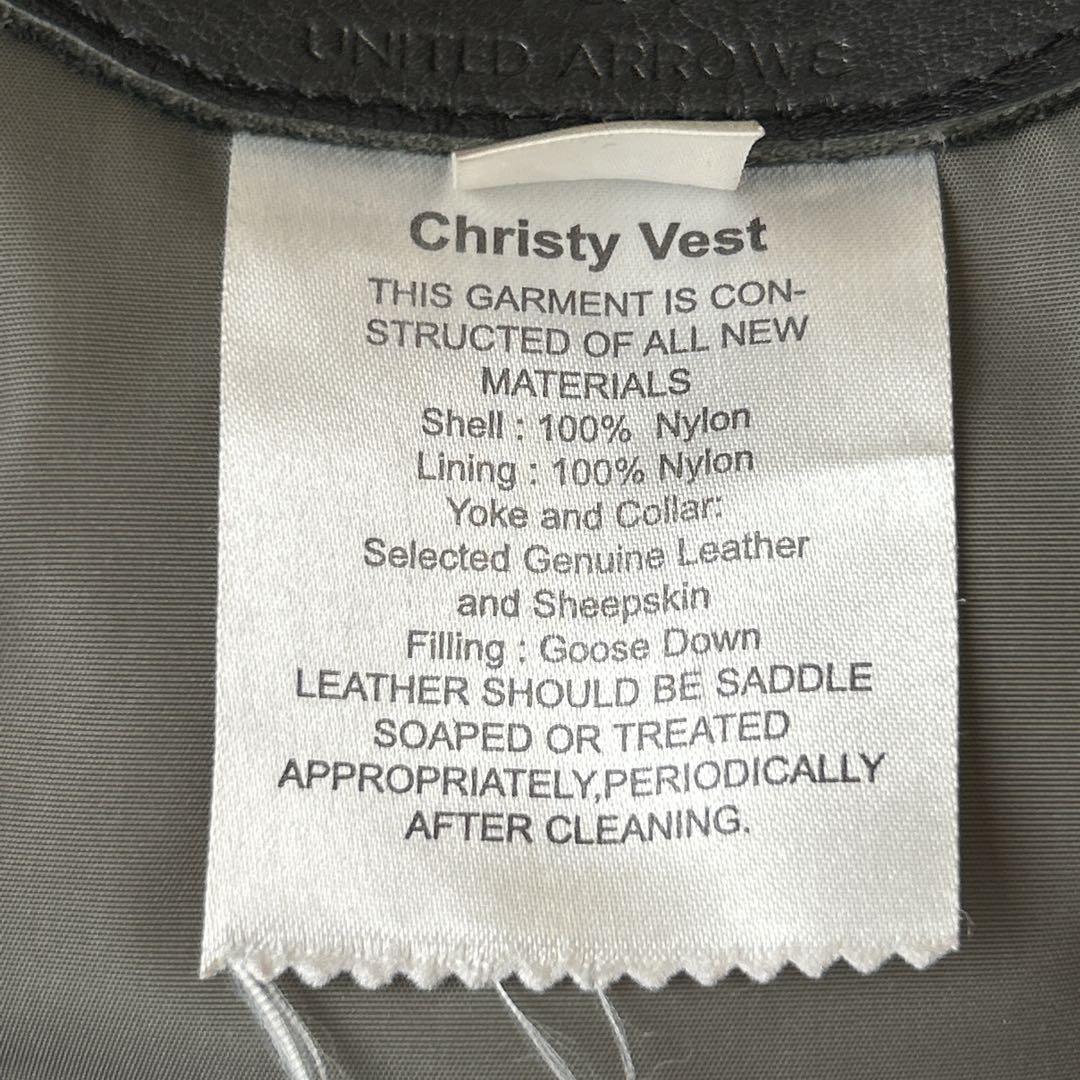 UNITED ARROWS
Christy Vest
THIS GARMENT IS CON-
STRUCTED OF ALL NEW
MATERIALS
Shell : 100% Nylon
Lining : 100% Nylon
Yoke and Collar:
Selected Genuine Leather
and Sheepskin
Filling : Goose Down
LEATHER SHOULD BE SADDLE
SOAPED OR TREATED
APPROPRIATELY,PERIODICALLY
AFTER CLEANING.